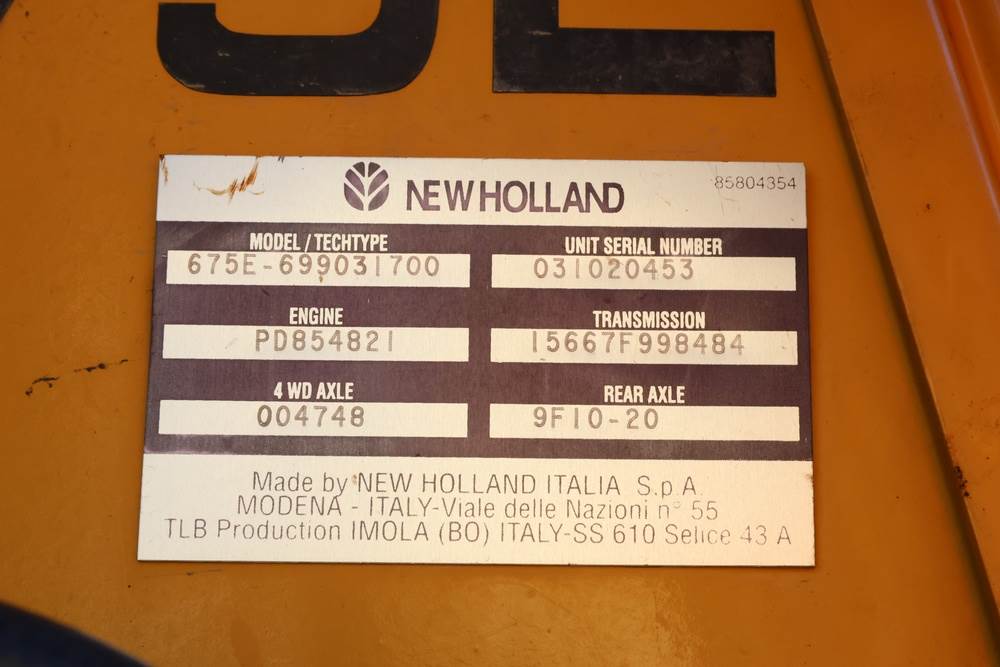 NEW HOLLAND
85804354
MODEL / TECHTYPE
675E-699031700
UNIT SERIAL NUMBER
031020453
ENGINE
PD854821
TRANSMISSION
15667F998484
4 WD AXLE
004748
REAR AXLE
9F10-20
Made by NEW HOLLAND ITALIA S.p.A.
MODENA - ITALY-Viale delle Nazioni n° 55
TLB Production IMOLA (BO) ITALY-SS 610 Selice 43 A